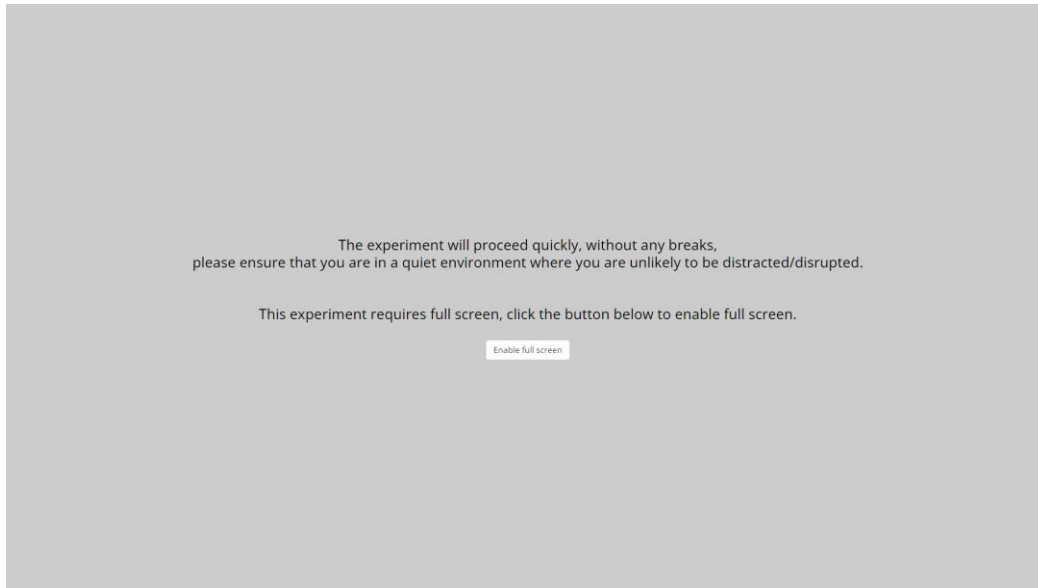 The experiment will proceed quickly, without any breaks,
please ensure that you are in a quiet environment where you are unlikely to be distracted/disrupted.
This experiment requires full screen, click the button below to enable full screen.
Enable full screen